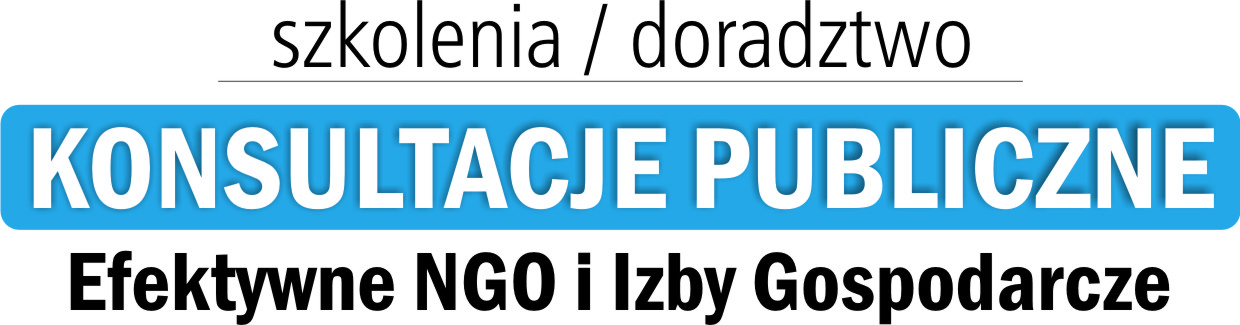 szkolenia / doradztwo
KONSULTACJE PUBLICZNE
Efektywne NGO i Izby Gospodarcze